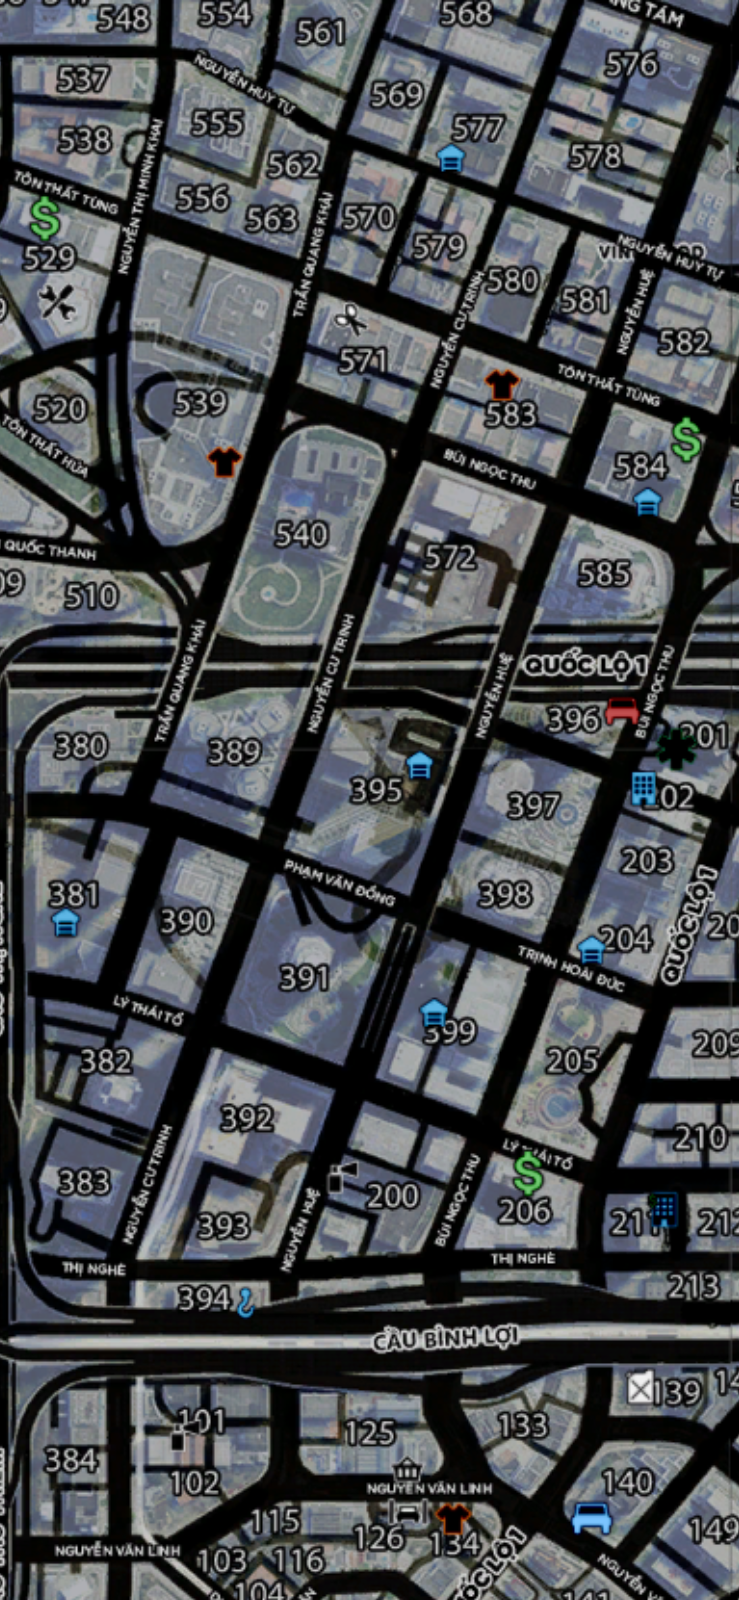 548
554
561
568
ANG TÁM
576
537
569
NGUYỄN HUY TỰ
555
577
538
562
578
TÔN THẤT TÙNG
NGUYỄN THỊ MINH KHAI
556
563
570
TRẦN QUANG KHẢI
579
NGUYỄN HUY TỰ
529
580
581
NGUYỄN CƯ TRINH
NGUYỄN HUỆ
582
571
TÔN THẤT TÙNG
520
539
583
TÔN THẤT HỨA
584
BÙI NGỌC THU
540
QUỐC THANH
572
585
510
TRẦN QUANG KHẢI
NGUYỄN CƯ TRINH
NGUYỄN HUỆ
QUỐC LỘ 1
BÙI NGỌC THU
396
201
380
389
395
397
203
381
390
PHẠM VĂN ĐỒNG
398
204
QUỐC LỘ 1
TRỊNH HOÀI ĐỨC
391
LÝ THÁI TỔ
399
382
205
209
392
210
LÝ THÁI TỔ
383
NGUYỄN CƯ TRINH
393
NGUYỄN HUỆ
200
BÙI NGỌC THU
206
211
212
THỊ NGHÈ
THỊ NGHÈ
394
213
CẦU BÌNH LỢI
139
101
125
133
384
102
NGUYỄN VĂN LINH
140
115
126
134
149
NGUYỄN VĂN LINH
103
116
104